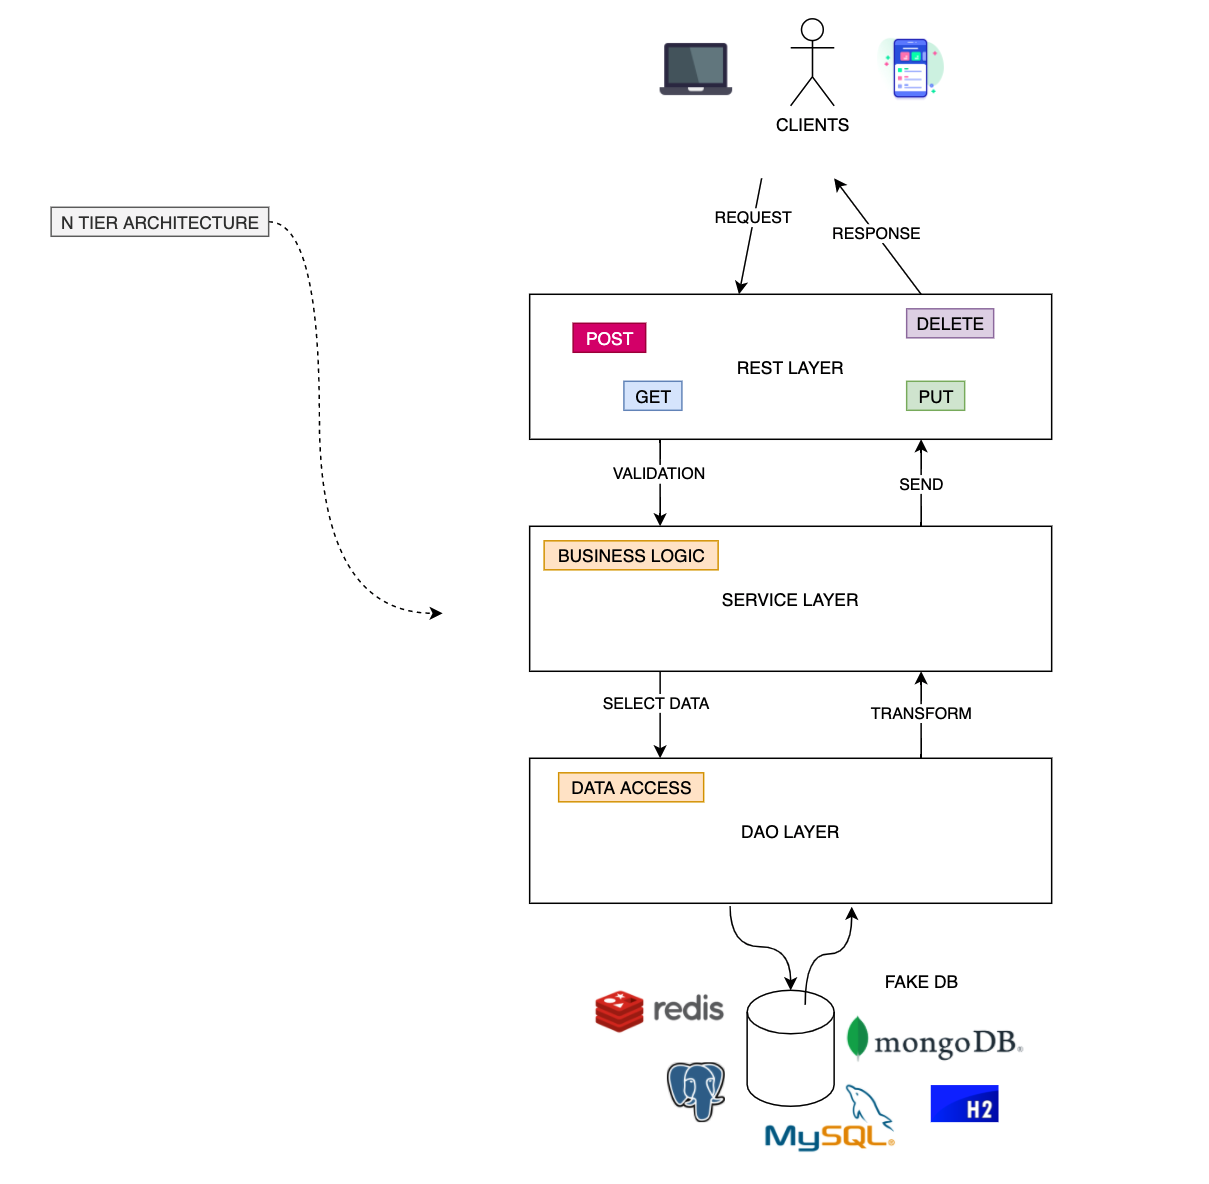 CLIENTS
N TIER ARCHITECTURE
REQUEST
RESPONSE
POST
DELETE
REST LAYER
GET
PUT
VALIDATION
SEND
BUSINESS LOGIC
SERVICE LAYER
SELECT DATA
TRANSFORM
DATA ACCESS
DAO LAYER
FAKE DB
redis
mongoDB®
H2
MySQL®